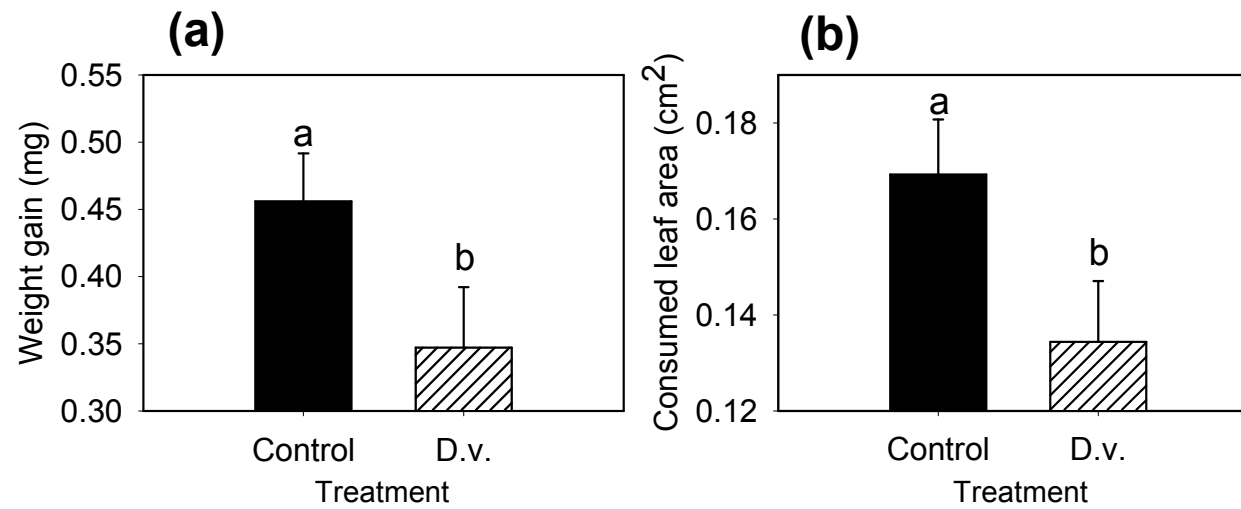 (a)
Weight gain (mg)
0.55
0.50
0.45
0.40
0.35
0.30
a
b
Control D.v.
Treatment
(b)
Consumed leaf area (cm²)
0.18
0.16
0.14
0.12
a
b
Control D.v.
Treatment